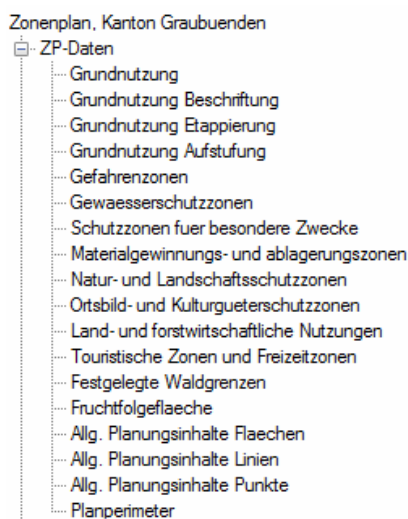 Zonenplan, Kanton Graubuenden
ZP-Daten
Grundnutzung
Grundnutzung Beschriftung
Grundnutzung Etappierung
Grundnutzung Aufstufung
Gefahrenzonen
Gewaesserschutzzonen
Schutzzonen fuer besondere Zwecke
Materialgewinnungs- und ablagerungszonen
Natur- und Landschaftsschutzzonen
Ortsbild- und Kulturgueterschutzzonen
Land- und forstwirtschaftliche Nutzungen
Touristische Zonen und Freizeitzonen
Festgelegte Waldgrenzen
Fruchtfolgeflaeche
Allg. Planungsinhalte Flaechen
Allg. Planungsinhalte Linien
Allg. Planungsinhalte Punkte
Planperimeter